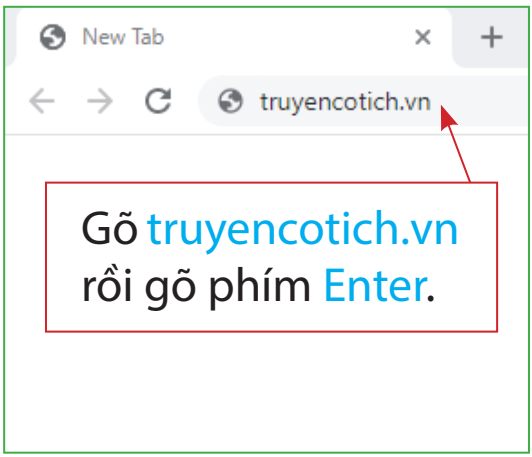 New Tab
truyencotich.vn
Gõ truyencotich.vn
rồi gõ phím Enter.